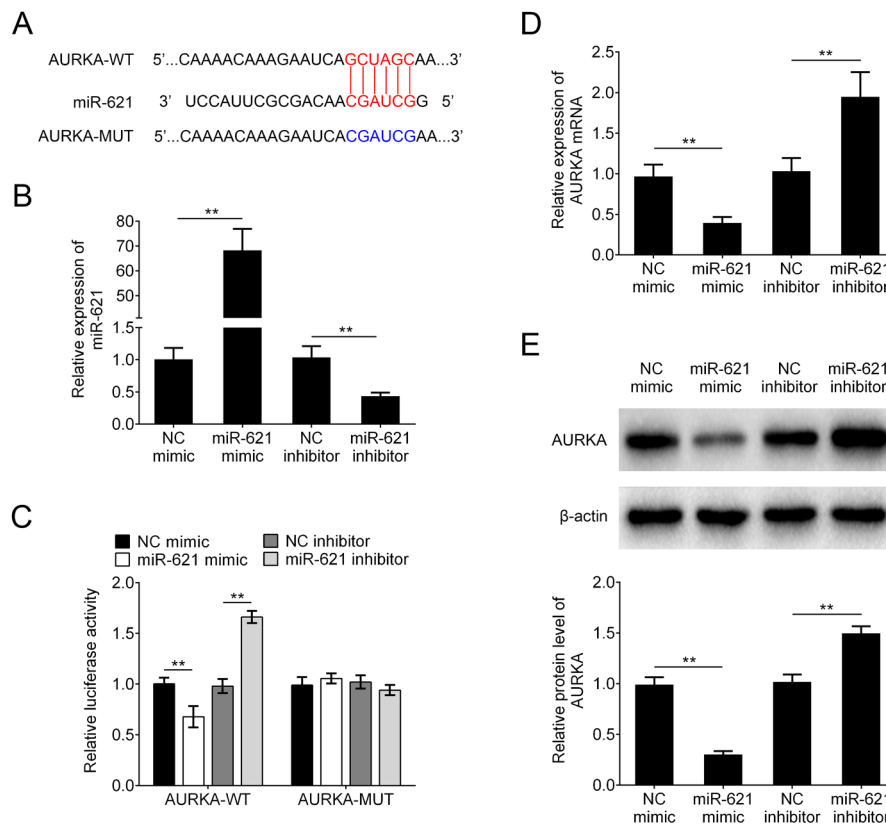 A
AURKA-WT 5’...CAAAACAAAGAAUCAGCUAGCAA...3’
miR-621 3’ UCCAUUCGCGACAACGAUCGG 5’
AURKA-MUT 5’...CAAAACAAAGAAUCACGAUCGAA...3’
B
Relative expression of
miR-621
80
70
60
50
40
1.5
1.0
0.5
0.0
**
**
NC
mimic
miR-621
mimic
NC
inhibitor
miR-621
inhibitor
C
NC mimic
miR-621 mimic
NC inhibitor
miR-621 inhibitor
Relative luciferase activity
2.0
1.5
1.0
0.5
0.0
**
**
AURKA-WT
AURKA-MUT
D
Relative expression of
AURKA mRNA
2.5
2.0
1.5
1.0
0.5
0.0
**
**
NC
mimic
miR-621
mimic
NC
inhibitor
miR-621
inhibitor
E
NC
mimic
miR-621
mimic
NC
inhibitor
miR-621
inhibitor
AURKA
β-actin
Relative protein level of
AURKA
2.0
1.5
1.0
0.5
0.0
**
**
NC
mimic
miR-621
mimic
NC
inhibitor
miR-621
inhibitor